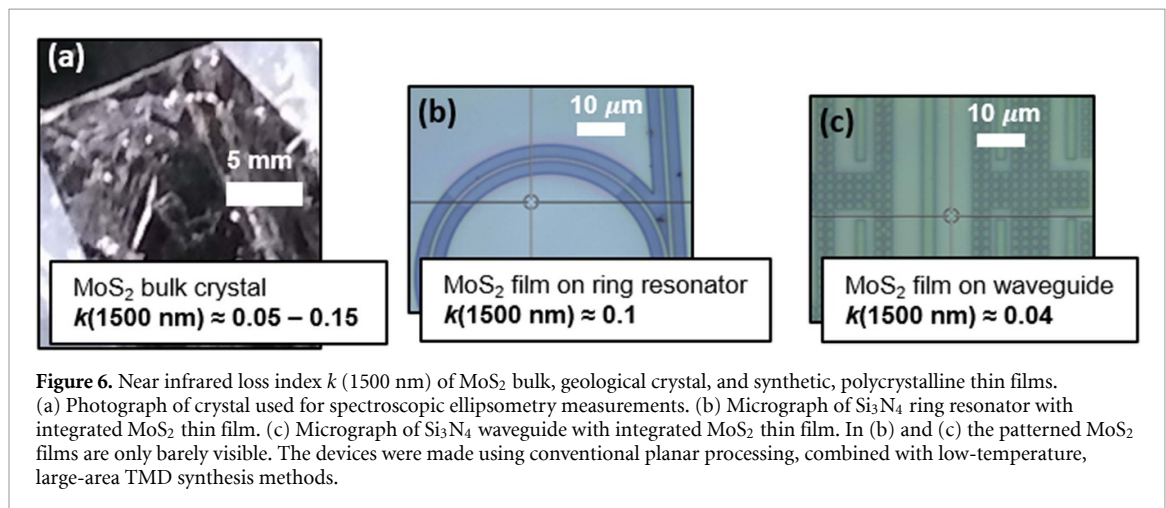 (a)
5 mm
MoS₂ bulk crystal
k(1500 nm) ≈ 0.05 – 0.15
(b)
10 μm
MoS₂ film on ring resonator
k(1500 nm) ≈ 0.1
(c)
10 μm
MoS₂ film on waveguide
k(1500 nm) ≈ 0.04
Figure 6. Near infrared loss index k (1500 nm) of MoS₂ bulk, geological crystal, and synthetic, polycrystalline thin films.
(a) Photograph of crystal used for spectroscopic ellipsometry measurements. (b) Micrograph of Si₃N₄ ring resonator with
integrated MoS₂ thin film. (c) Micrograph of Si₃N₄ waveguide with integrated MoS₂ thin film. In (b) and (c) the patterned MoS₂
films are only barely visible. The devices were made using conventional planar processing, combined with low-temperature,
large-area TMD synthesis methods.